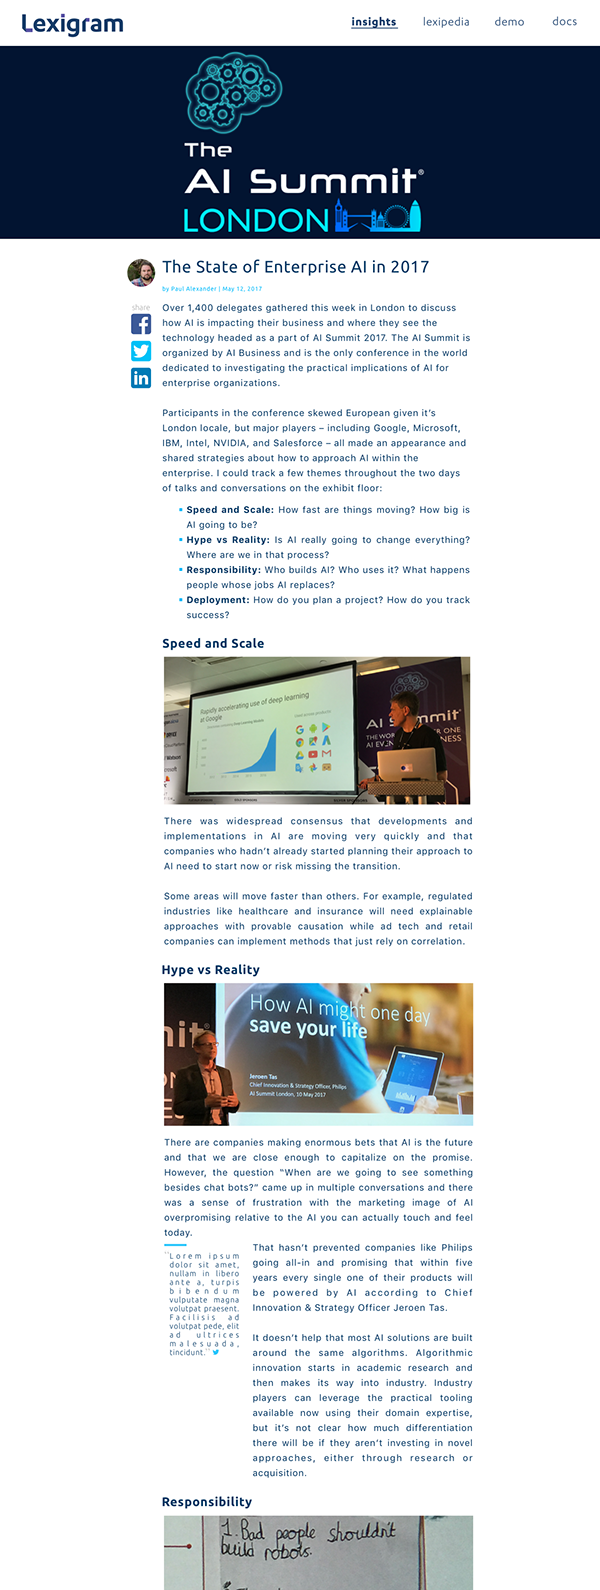 Lexigram
insights lexipedia demo docs
The
AI Summit®
LONDON
The State of Enterprise AI in 2017
by Paul Alexander | May 12, 2017
share
Over 1,400 delegates gathered this week in London to discuss
how AI is impacting their business and where they see the
technology headed as a part of AI Summit 2017. The AI Summit is
organized by AI Business and is the only conference in the world
dedicated to investigating the practical implications of AI for
enterprise organizations.
Participants in the conference skewed European given it's
London locale, but major players – including Google, Microsoft,
IBM, Intel, NVIDIA, and Salesforce – all made an appearance and
shared strategies about how to approach AI within the
enterprise. I could track a few themes throughout the two days
of talks and conversations on the exhibit floor:
Speed and Scale: How fast are things moving? How big is
AI going to be?
Hype vs Reality: Is AI really going to change everything?
Where are we in that process?
Responsibility: Who builds AI? Who uses it? What happens
people whose jobs AI replaces?
Deployment: How do you plan a project? How do you track
success?
Speed and Scale
Rapidly accelerating use of deep learning
at Google
AI Summit
There was widespread consensus that developments and
implementations in AI are moving very quickly and that
companies who hadn't already started planning their approach to
AI need to start now or risk missing the transition.
Some areas will move faster than others. For example, regulated
industries like healthcare and insurance will need explainable
approaches with provable causation while ad tech and retail
companies can implement methods that just rely on correlation.
Hype vs Reality
How AI might one day
save your life
Jeroen Tas
Chief Innovation & Strategy Officer, Philips
AI Summit London, 10 May 2017
There are companies making enormous bets that AI is the future
and that we are close enough to capitalize on the promise.
However, the question "When are we going to see something
besides chat bots?" came up in multiple conversations and there
was a sense of frustration with the marketing image of AI
overpromising relative to the AI you can actually touch and feel
today.
"Lorem ipsum
dolor sit amet,
nullam in libero
ante a, turpis
bibendum
vulputate magna
volutpat praesent.
Facilisis ad
volutpat pede, elit
ad ultrices
malesuada,
tincidunt."
That hasn't prevented companies like Philips
going all-in and promising that within five
years every single one of their products will
be powered by AI according to Chief
Innovation & Strategy Officer Jeroen Tas.
It doesn't help that most AI solutions are built
around the same algorithms. Algorithmic
innovation starts in academic research and
then makes its way into industry. Industry
players can leverage the practical tooling
available now using their domain expertise,
but it's not clear how much differentiation
there will be if they aren't investing in novel
approaches, either through research or
acquisition.
Responsibility
1. Bad people shouldn't
build robots.